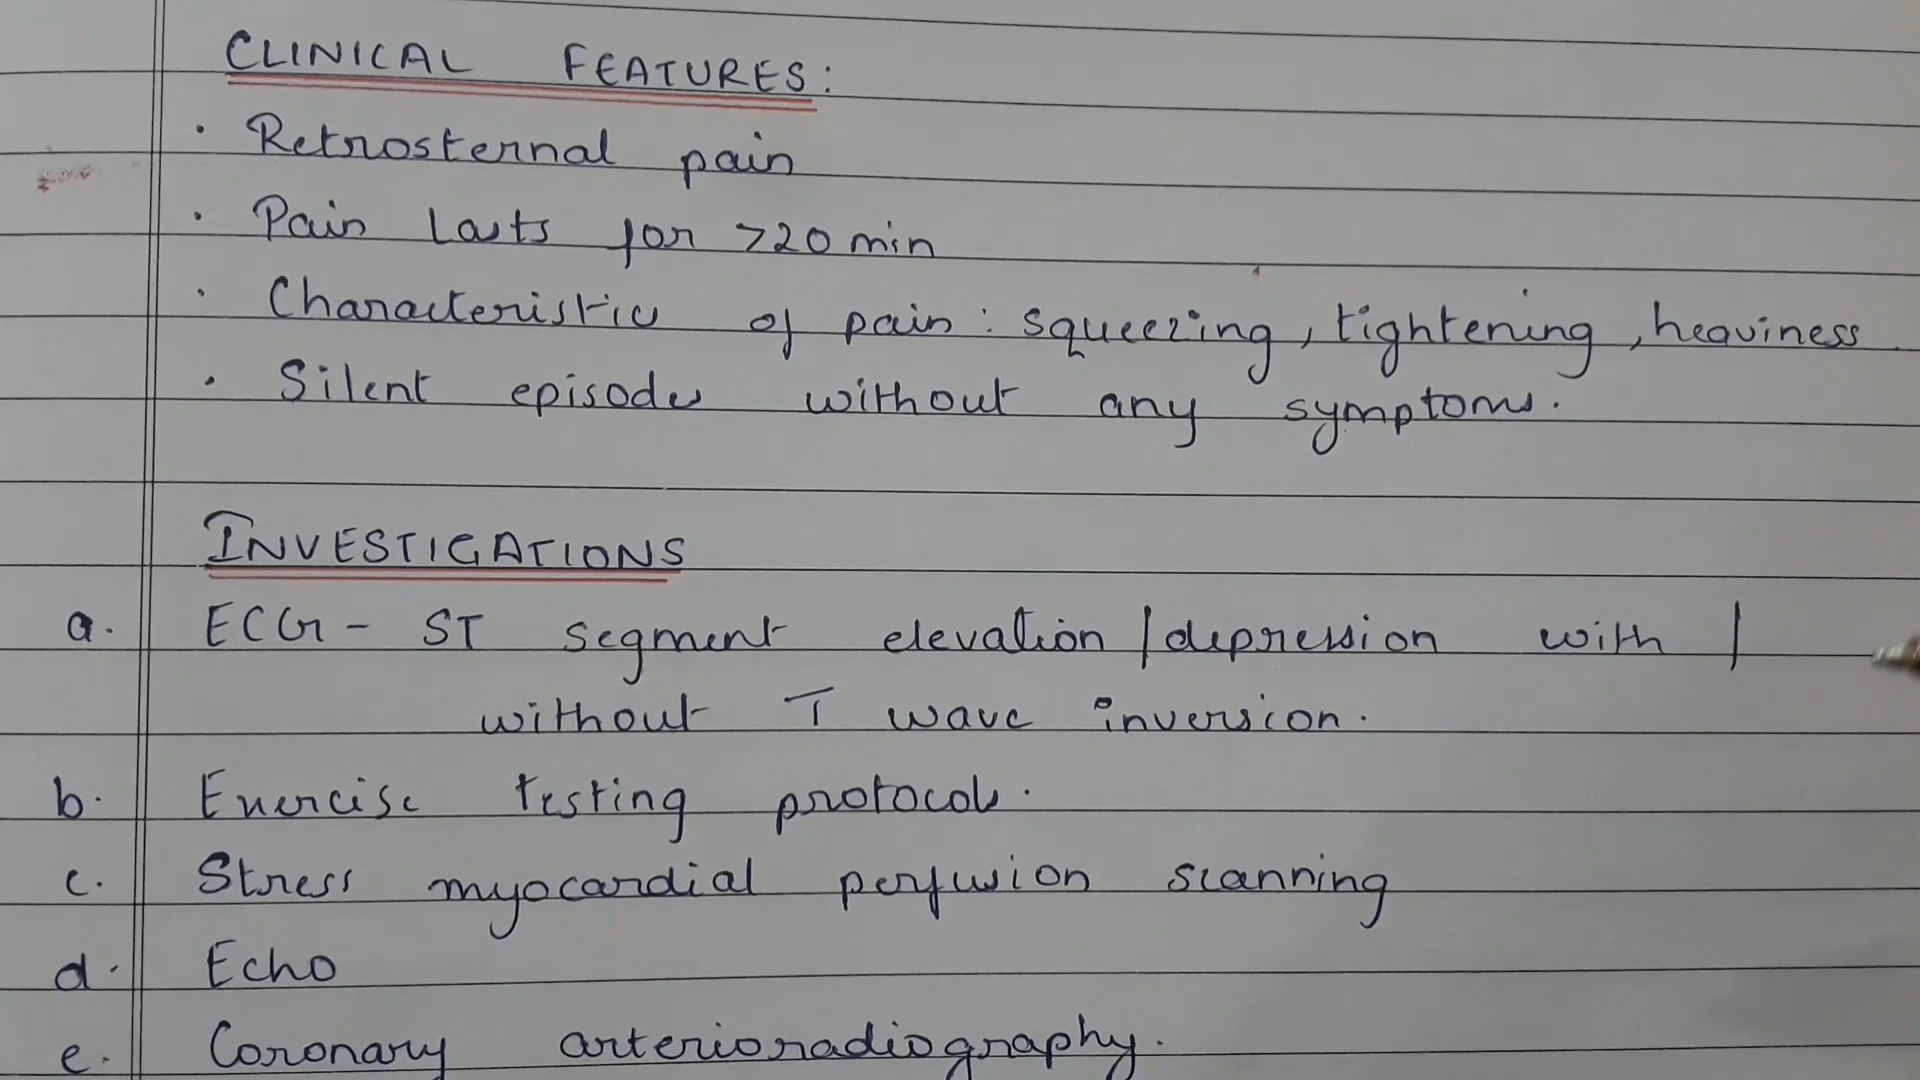 CLINICAL FEATURES:
· Retrosternal pain
· Pain lasts for >20 min
· Characteristic of pain: squeezing, tightening, heaviness.
· Silent episodes without any symptoms.
INVESTIGATIONS
a. ECG - ST segment elevation / depression with /
without T wave inversion.
b. Exercise testing protocols.
c. Stress myocardial perfusion scanning
d. Echo
e. Coronary arterioradiography.